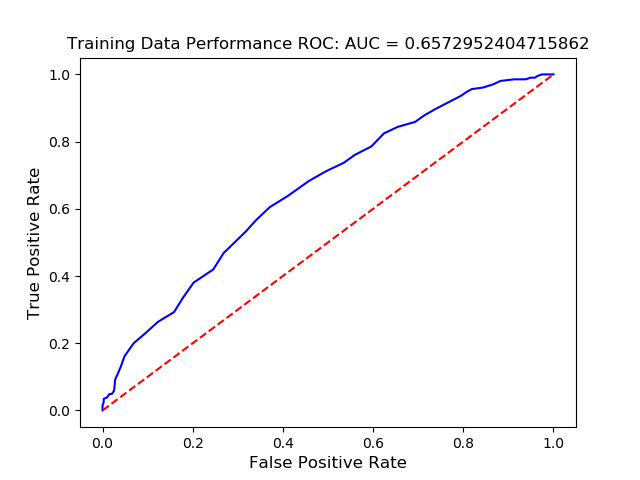 Training Data Performance ROC: AUC = 0.6572952404715862
1.0
0.8
0.6
0.4
0.2
0.0
True Positive Rate
0.0 0.2 0.4 0.6 0.8 1.0
False Positive Rate